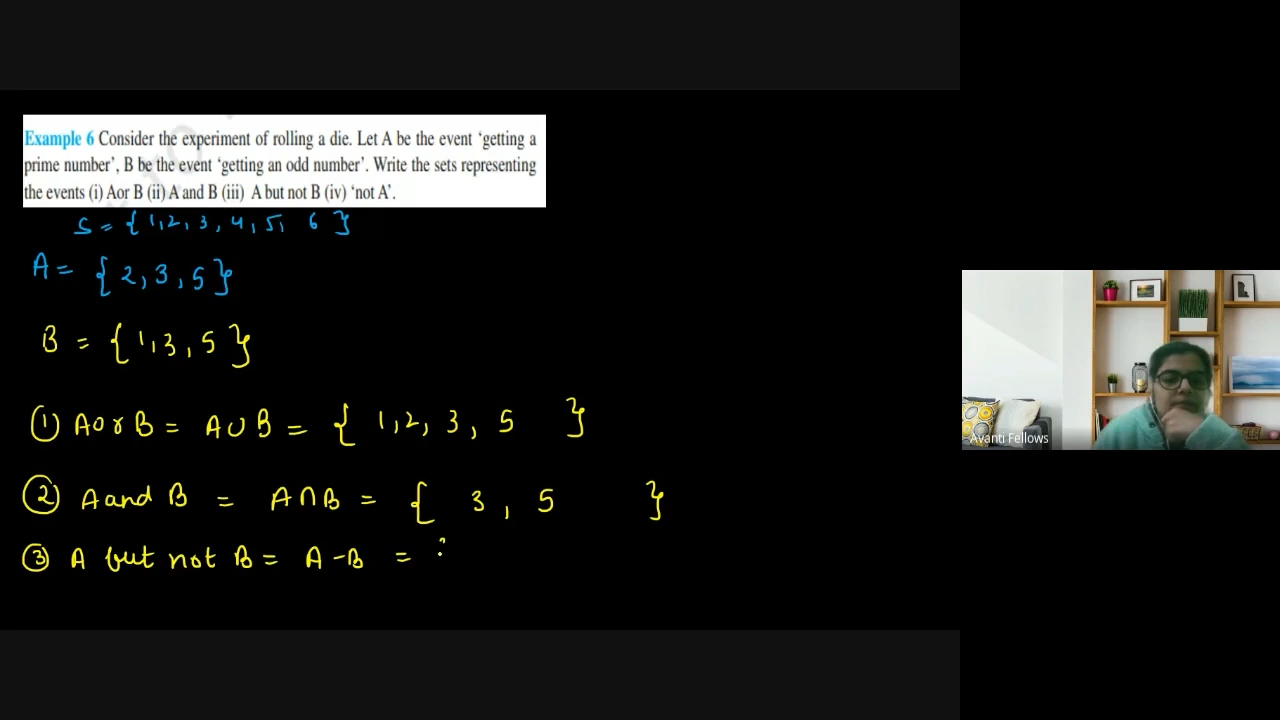 Example 6 Consider the experiment of rolling a die. Let A be the event ‘getting a
prime number’, B be the event ‘getting an odd number’. Write the sets representing
the events (i) Aor B (ii) A and B (iii) A but not B (iv) ‘not A’.
S = { 1,2, 3, 4, 5, 6 }
A = { 2, 3, 5 }
B = { 1, 3, 5 }
① A or B = A ∪ B = { 1, 2, 3, 5 }
② A and B = A ∩ B = { 3, 5 }
③ A but not B = A - B =
Avanti Fellows